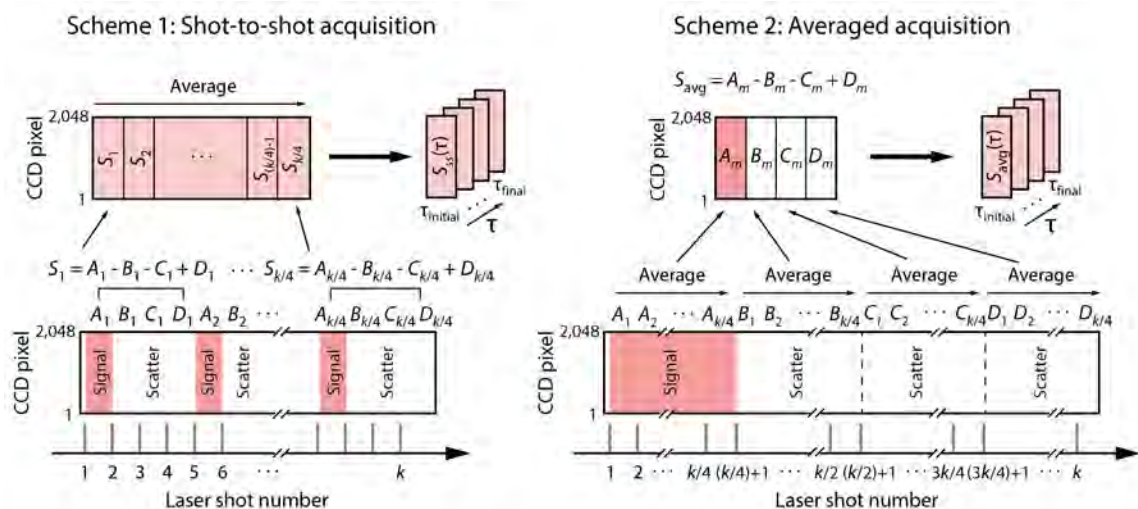 Scheme 1: Shot-to-shot acquisition
Average
2,048
CCD pixel
1
S1
S2
...
S(k/4)-1
Sk/4
Sss(τ)
τinitial
...
τfinal
τ
S1 = A1 - B1 - C1 + D1 ... Sk/4 = Ak/4 - Bk/4 - Ck/4 + Dk/4
A1 B1 C1 D1 A2 B2 ... Ak/4 Bk/4 Ck/4 Dk/4
2,048
CCD pixel
1
Signal
Scatter
Signal
Scatter
Signal
Scatter
1 2 3 4 5 6 ... k
Laser shot number
Scheme 2: Averaged acquisition
Savg = Am - Bm - Cm + Dm
2,048
CCD pixel
1
Am Bm Cm Dm
Savg(τ)
τinitial
...
τfinal
τ
Average Average Average Average
A1 A2 ... Ak/4 B1 B2 ... Bk/4 C1 C2 ... Ck/4 D1 D2 ... Dk/4
2,048
CCD pixel
1
Signal
Scatter
Scatter
Scatter
1 2 ... k/4 (k/4)+1 ... k/2 (k/2)+1 ... 3k/4 (3k/4)+1 ... k
Laser shot number